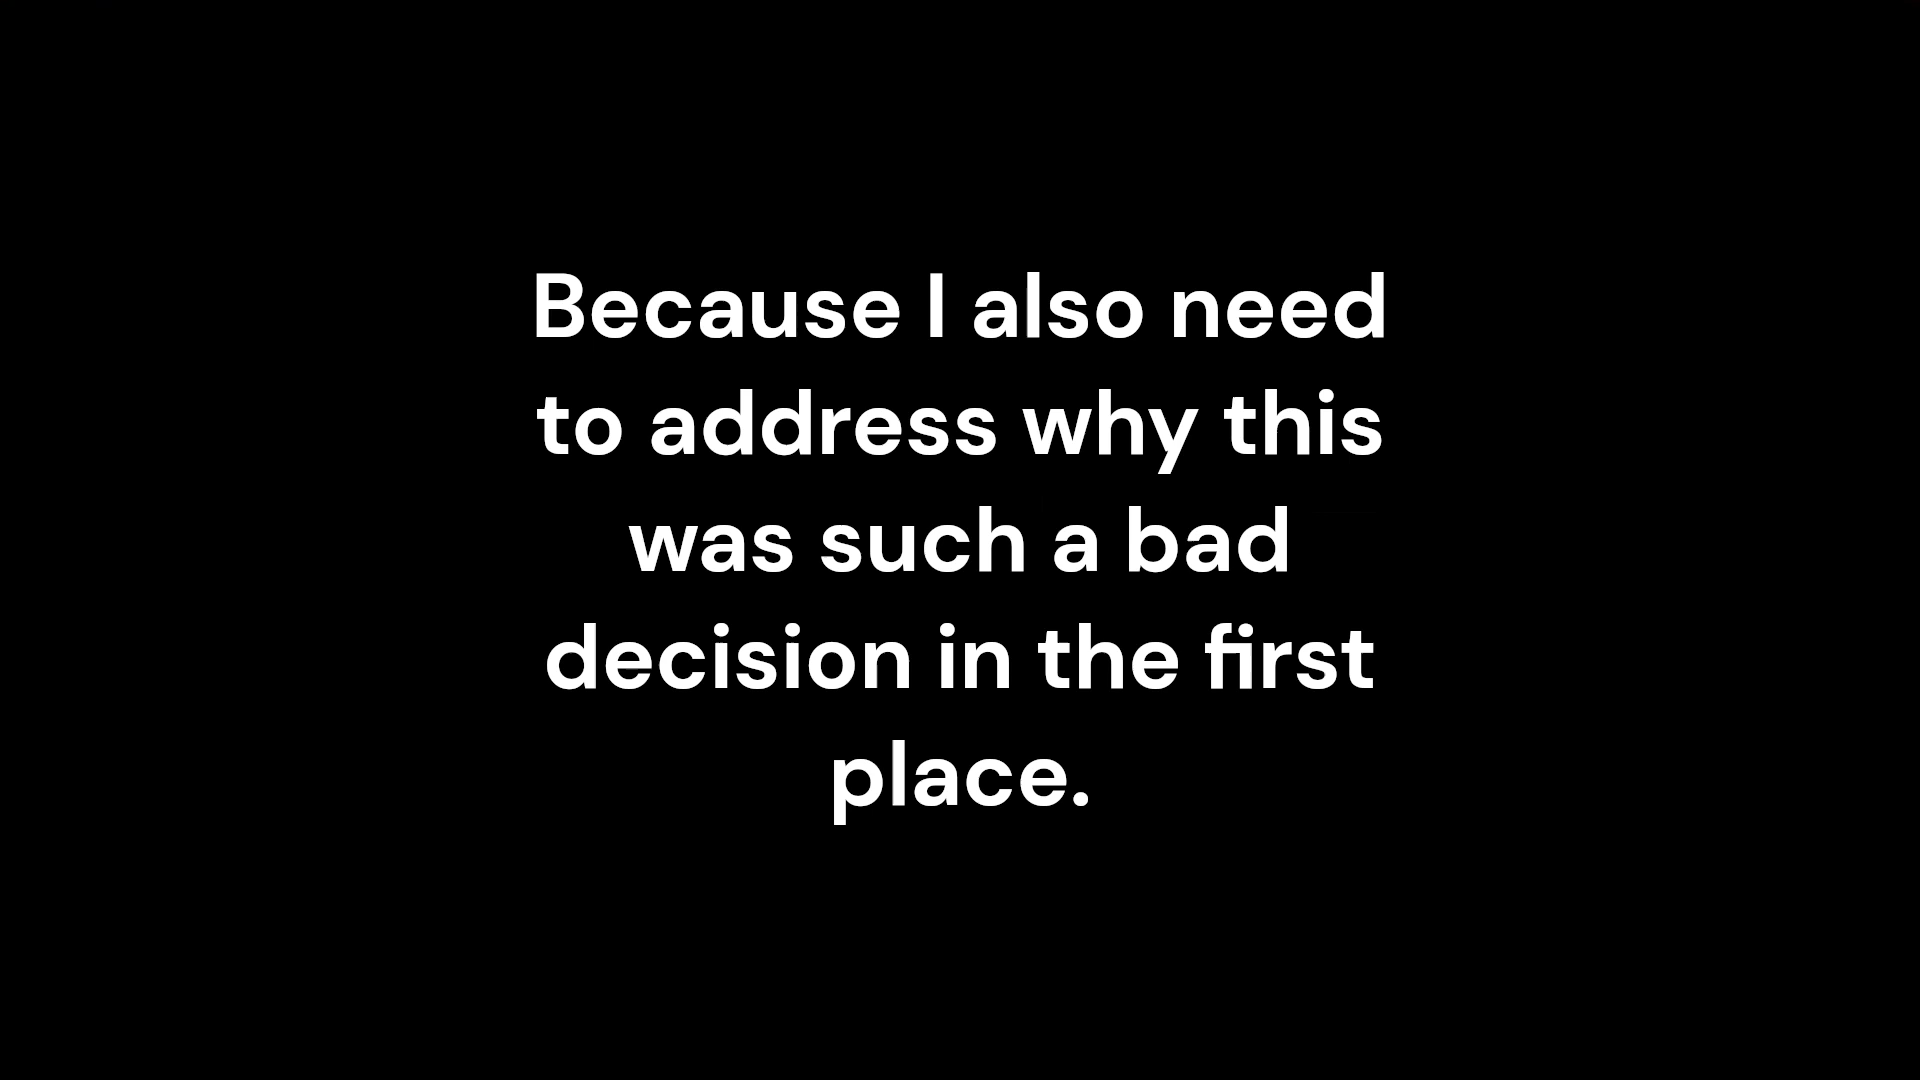 Because I also need
to address why this
was such a bad
decision in the first
place.